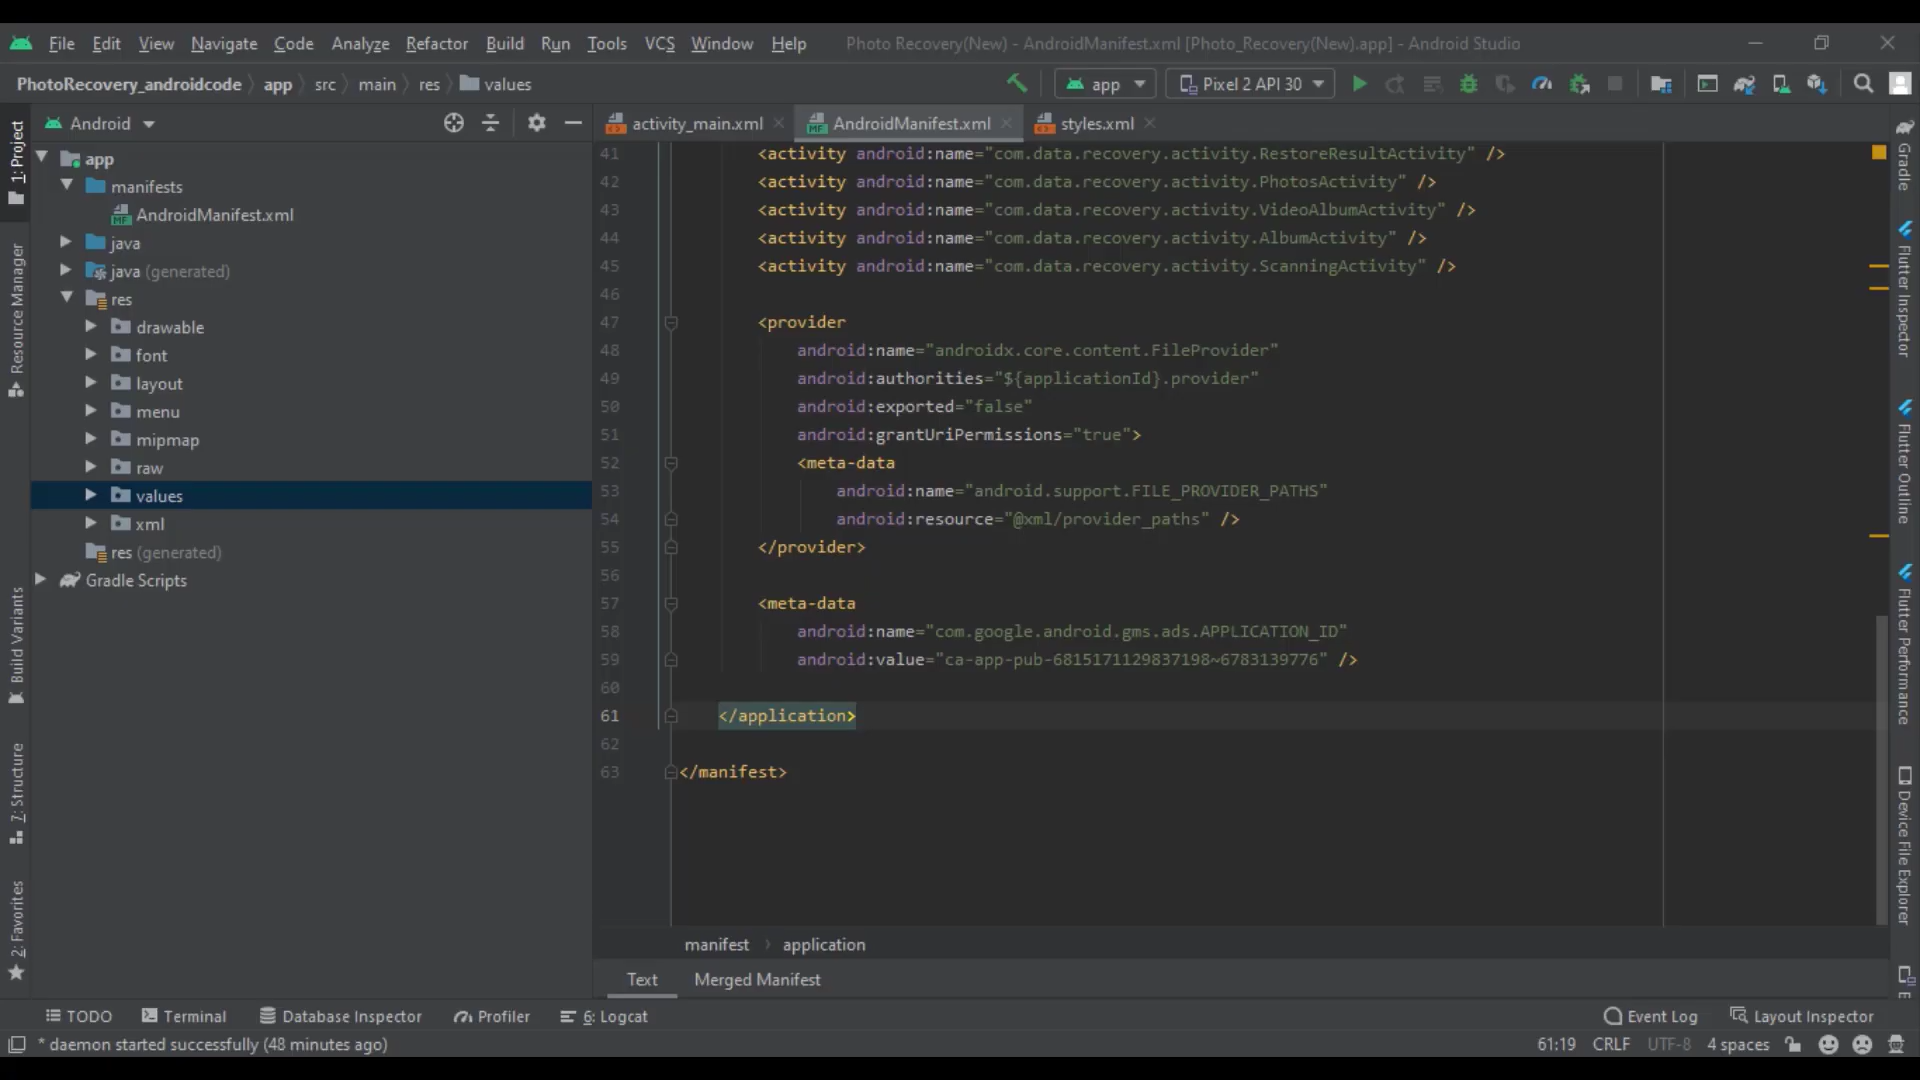 File Edit View Navigate Code Analyze Refactor Build Run Tools VCS Window Help Photo Recovery(New) - AndroidManifest.xml [Photo_Recovery(New).app] - Android Studio
PhotoRecovery_androidcode app src main res values app Pixel 2 API 30
Android
activity_main.xml AndroidManifest.xml styles.xml
1: Project
Resource Manager
Build Variants
7: Structure
2: Favorites
app
manifests
AndroidManifest.xml
java
java (generated)
res
drawable
font
layout
menu
mipmap
raw
values
xml
res (generated)
Gradle Scripts
41 <activity android:name="com.data.recovery.activity.RestoreResultActivity" />
42 <activity android:name="com.data.recovery.activity.PhotosActivity" />
43 <activity android:name="com.data.recovery.activity.VideoAlbumActivity" />
44 <activity android:name="com.data.recovery.activity.AlbumActivity" />
45 <activity android:name="com.data.recovery.activity.ScanningActivity" />
46
47 <provider
48 android:name="androidx.core.content.FileProvider"
49 android:authorities="${applicationId}.provider"
50 android:exported="false"
51 android:grantUriPermissions="true">
52 <meta-data
53 android:name="android.support.FILE_PROVIDER_PATHS"
54 android:resource="@xml/provider_paths" />
55 </provider>
56
57 <meta-data
58 android:name="com.google.android.gms.ads.APPLICATION_ID"
59 android:value="ca-app-pub-6815171129837198~6783139776" />
60
61 </application>
62
63 </manifest>
manifest application
Text Merged Manifest
Gradle
Flutter Inspector
Flutter Outline
Flutter Performance
Device File Explorer
TODO Terminal Database Inspector Profiler 6: Logcat Event Log Layout Inspector
* daemon started successfully (48 minutes ago) 61:19 CRLF UTF-8 4 spaces